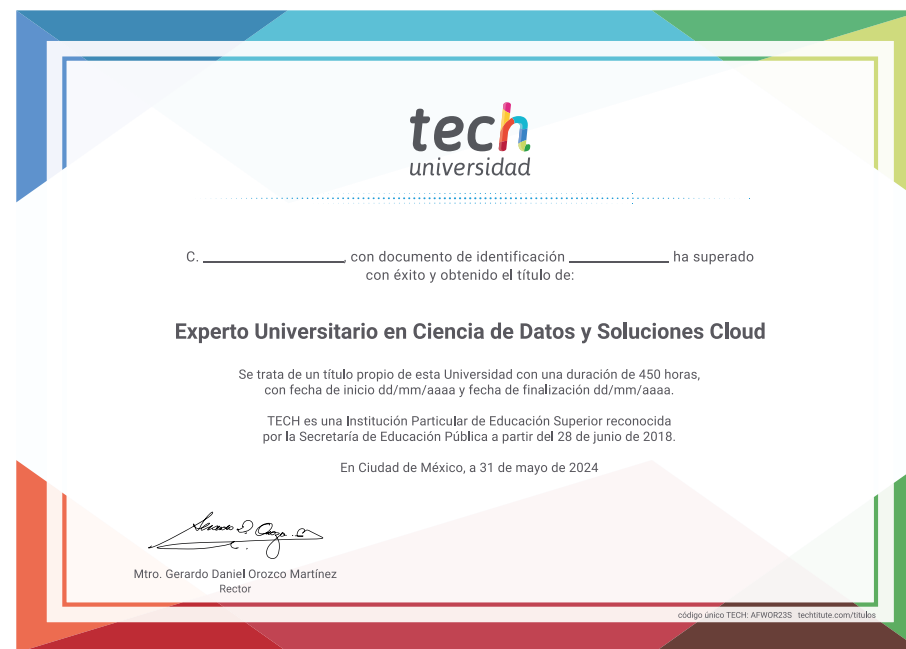 tech
universidad
C. ____________________, con documento de identificación ______________ ha superado
con éxito y obtenido el título de:
Experto Universitario en Ciencia de Datos y Soluciones Cloud
Se trata de un título propio de esta Universidad con una duración de 450 horas,
con fecha de inicio dd/mm/aaaa y fecha de finalización dd/mm/aaaa.
TECH es una Institución Particular de Educación Superior reconocida
por la Secretaría de Educación Pública a partir del 28 de junio de 2018.
En Ciudad de México, a 31 de mayo de 2024
Mtro. Gerardo Daniel Orozco Martínez
Rector
código único TECH: AFWOR23S techtitute.com/titulos